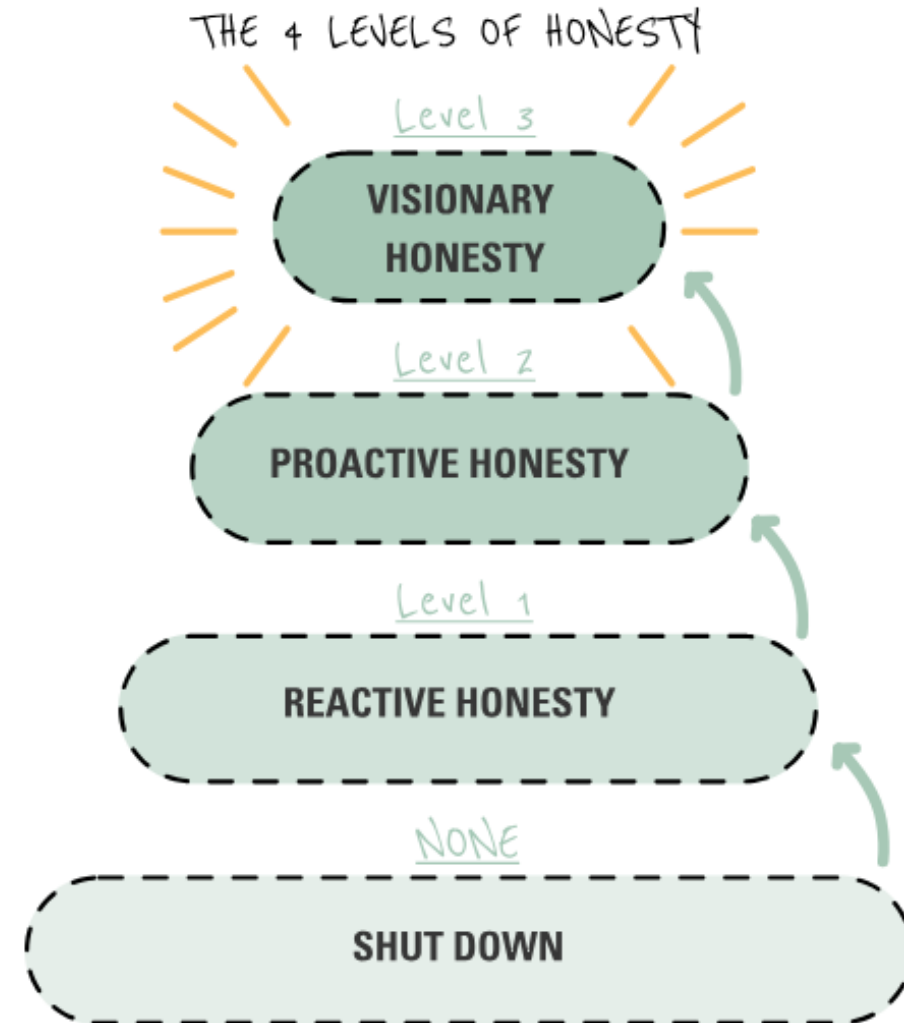 THE 4 LEVELS OF HONESTY
Level 3
VISIONARY
HONESTY
Level 2
PROACTIVE HONESTY
Level 1
REACTIVE HONESTY
NONE
SHUT DOWN